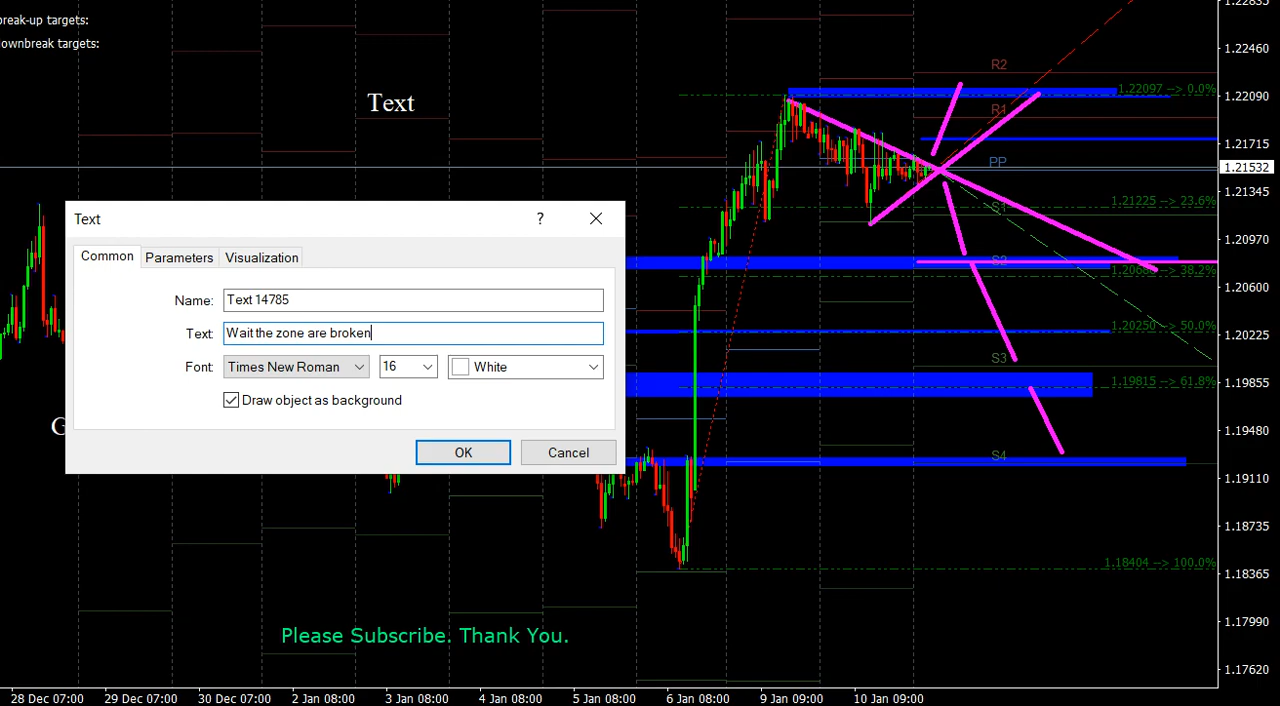 reak-up targets:
ownbreak targets:
Text
Text
?
Common
Parameters
Visualization
Name:
Text 14785
Text:
Wait the zone are broken
Font:
Times New Roman
16
White
Draw object as background
OK
Cancel
G
Please Subscribe. Thank You.
R2
1.22097 --> 0.0%
R1
PP
1.21225 --> 23.6%
S1
S2
38.2%
1.20250 --> 50.0%
S3
1.19815 --> 61.8%
S4
1.18404 --> 100.0%
1.22835
1.22460
1.22090
1.21715
1.21532
1.21345
1.20970
1.20600
1.20225
1.19855
1.19480
1.19110
1.18735
1.18365
1.17990
1.17620
28 Dec 07:00
29 Dec 07:00
30 Dec 07:00
2 Jan 08:00
3 Jan 08:00
4 Jan 08:00
5 Jan 08:00
6 Jan 08:00
9 Jan 09:00
10 Jan 09:00